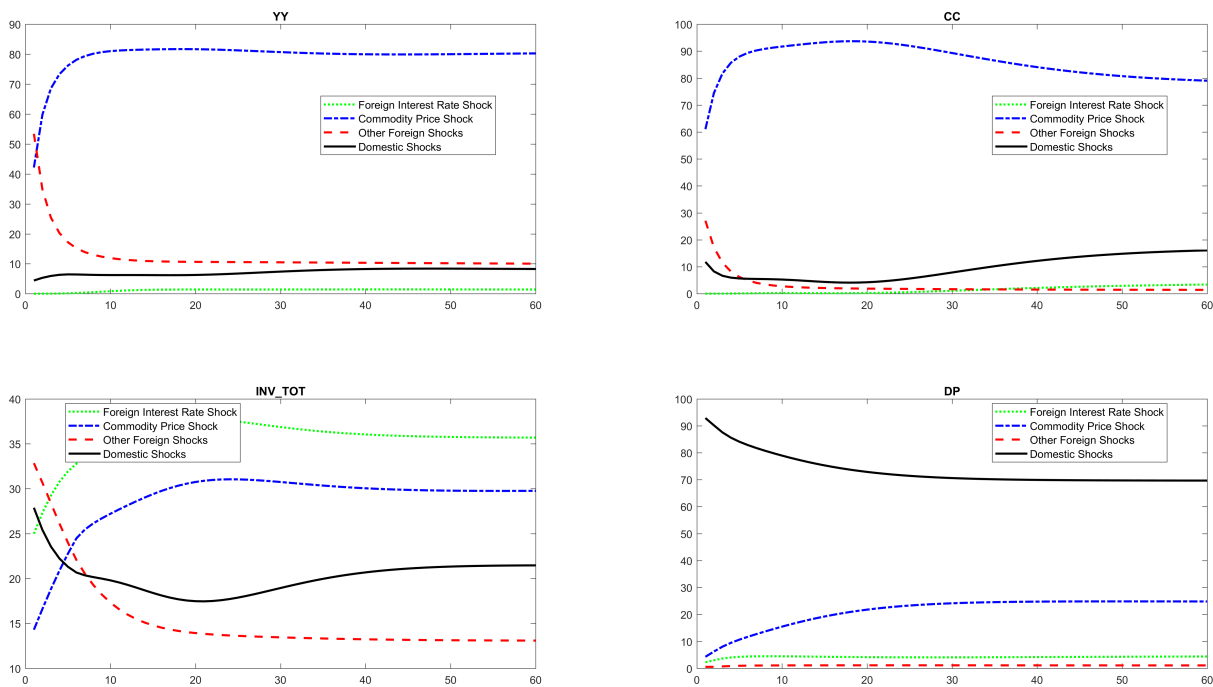 YY
90
80
70
60
50
40
30
20
10
0
Foreign Interest Rate Shock
Commodity Price Shock
Other Foreign Shocks
Domestic Shocks
0 10 20 30 40 50 60
CC
100
90
80
70
60
50
40
30
20
10
0
Foreign Interest Rate Shock
Commodity Price Shock
Other Foreign Shocks
Domestic Shocks
0 10 20 30 40 50 60
INV_TOT
40
35
30
25
20
15
10
Foreign Interest Rate Shock
Commodity Price Shock
Other Foreign Shocks
Domestic Shocks
0 10 20 30 40 50 60
DP
100
90
80
70
60
50
40
30
20
10
0
Foreign Interest Rate Shock
Commodity Price Shock
Other Foreign Shocks
Domestic Shocks
0 10 20 30 40 50 60